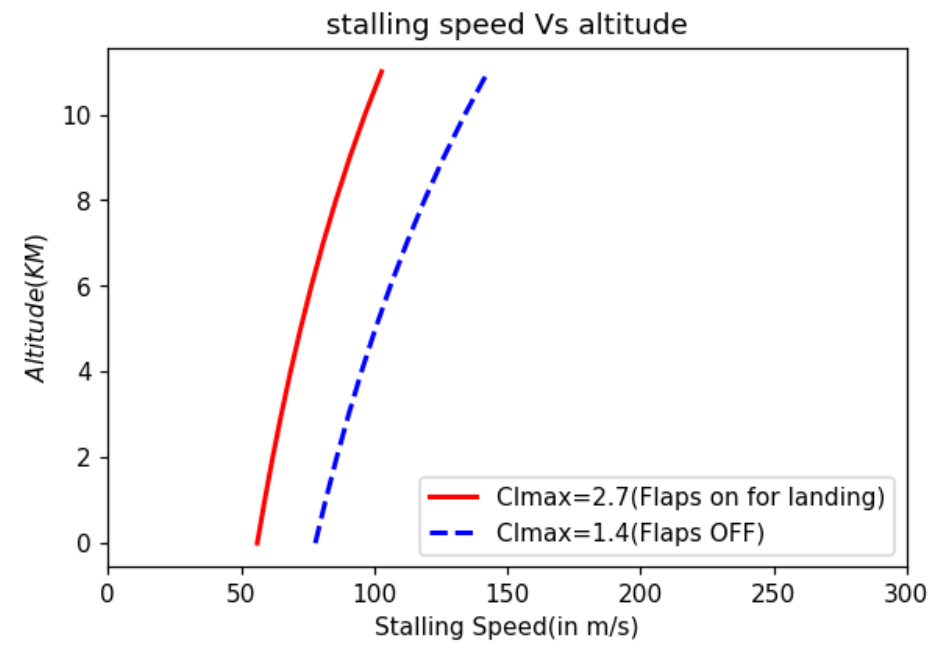 stalling speed Vs altitude
10
8
6
4
2
0
Altitude(KM)
Clmax=2.7(Flaps on for landing)
Clmax=1.4(Flaps OFF)
0 50 100 150 200 250 300
Stalling Speed(in m/s)